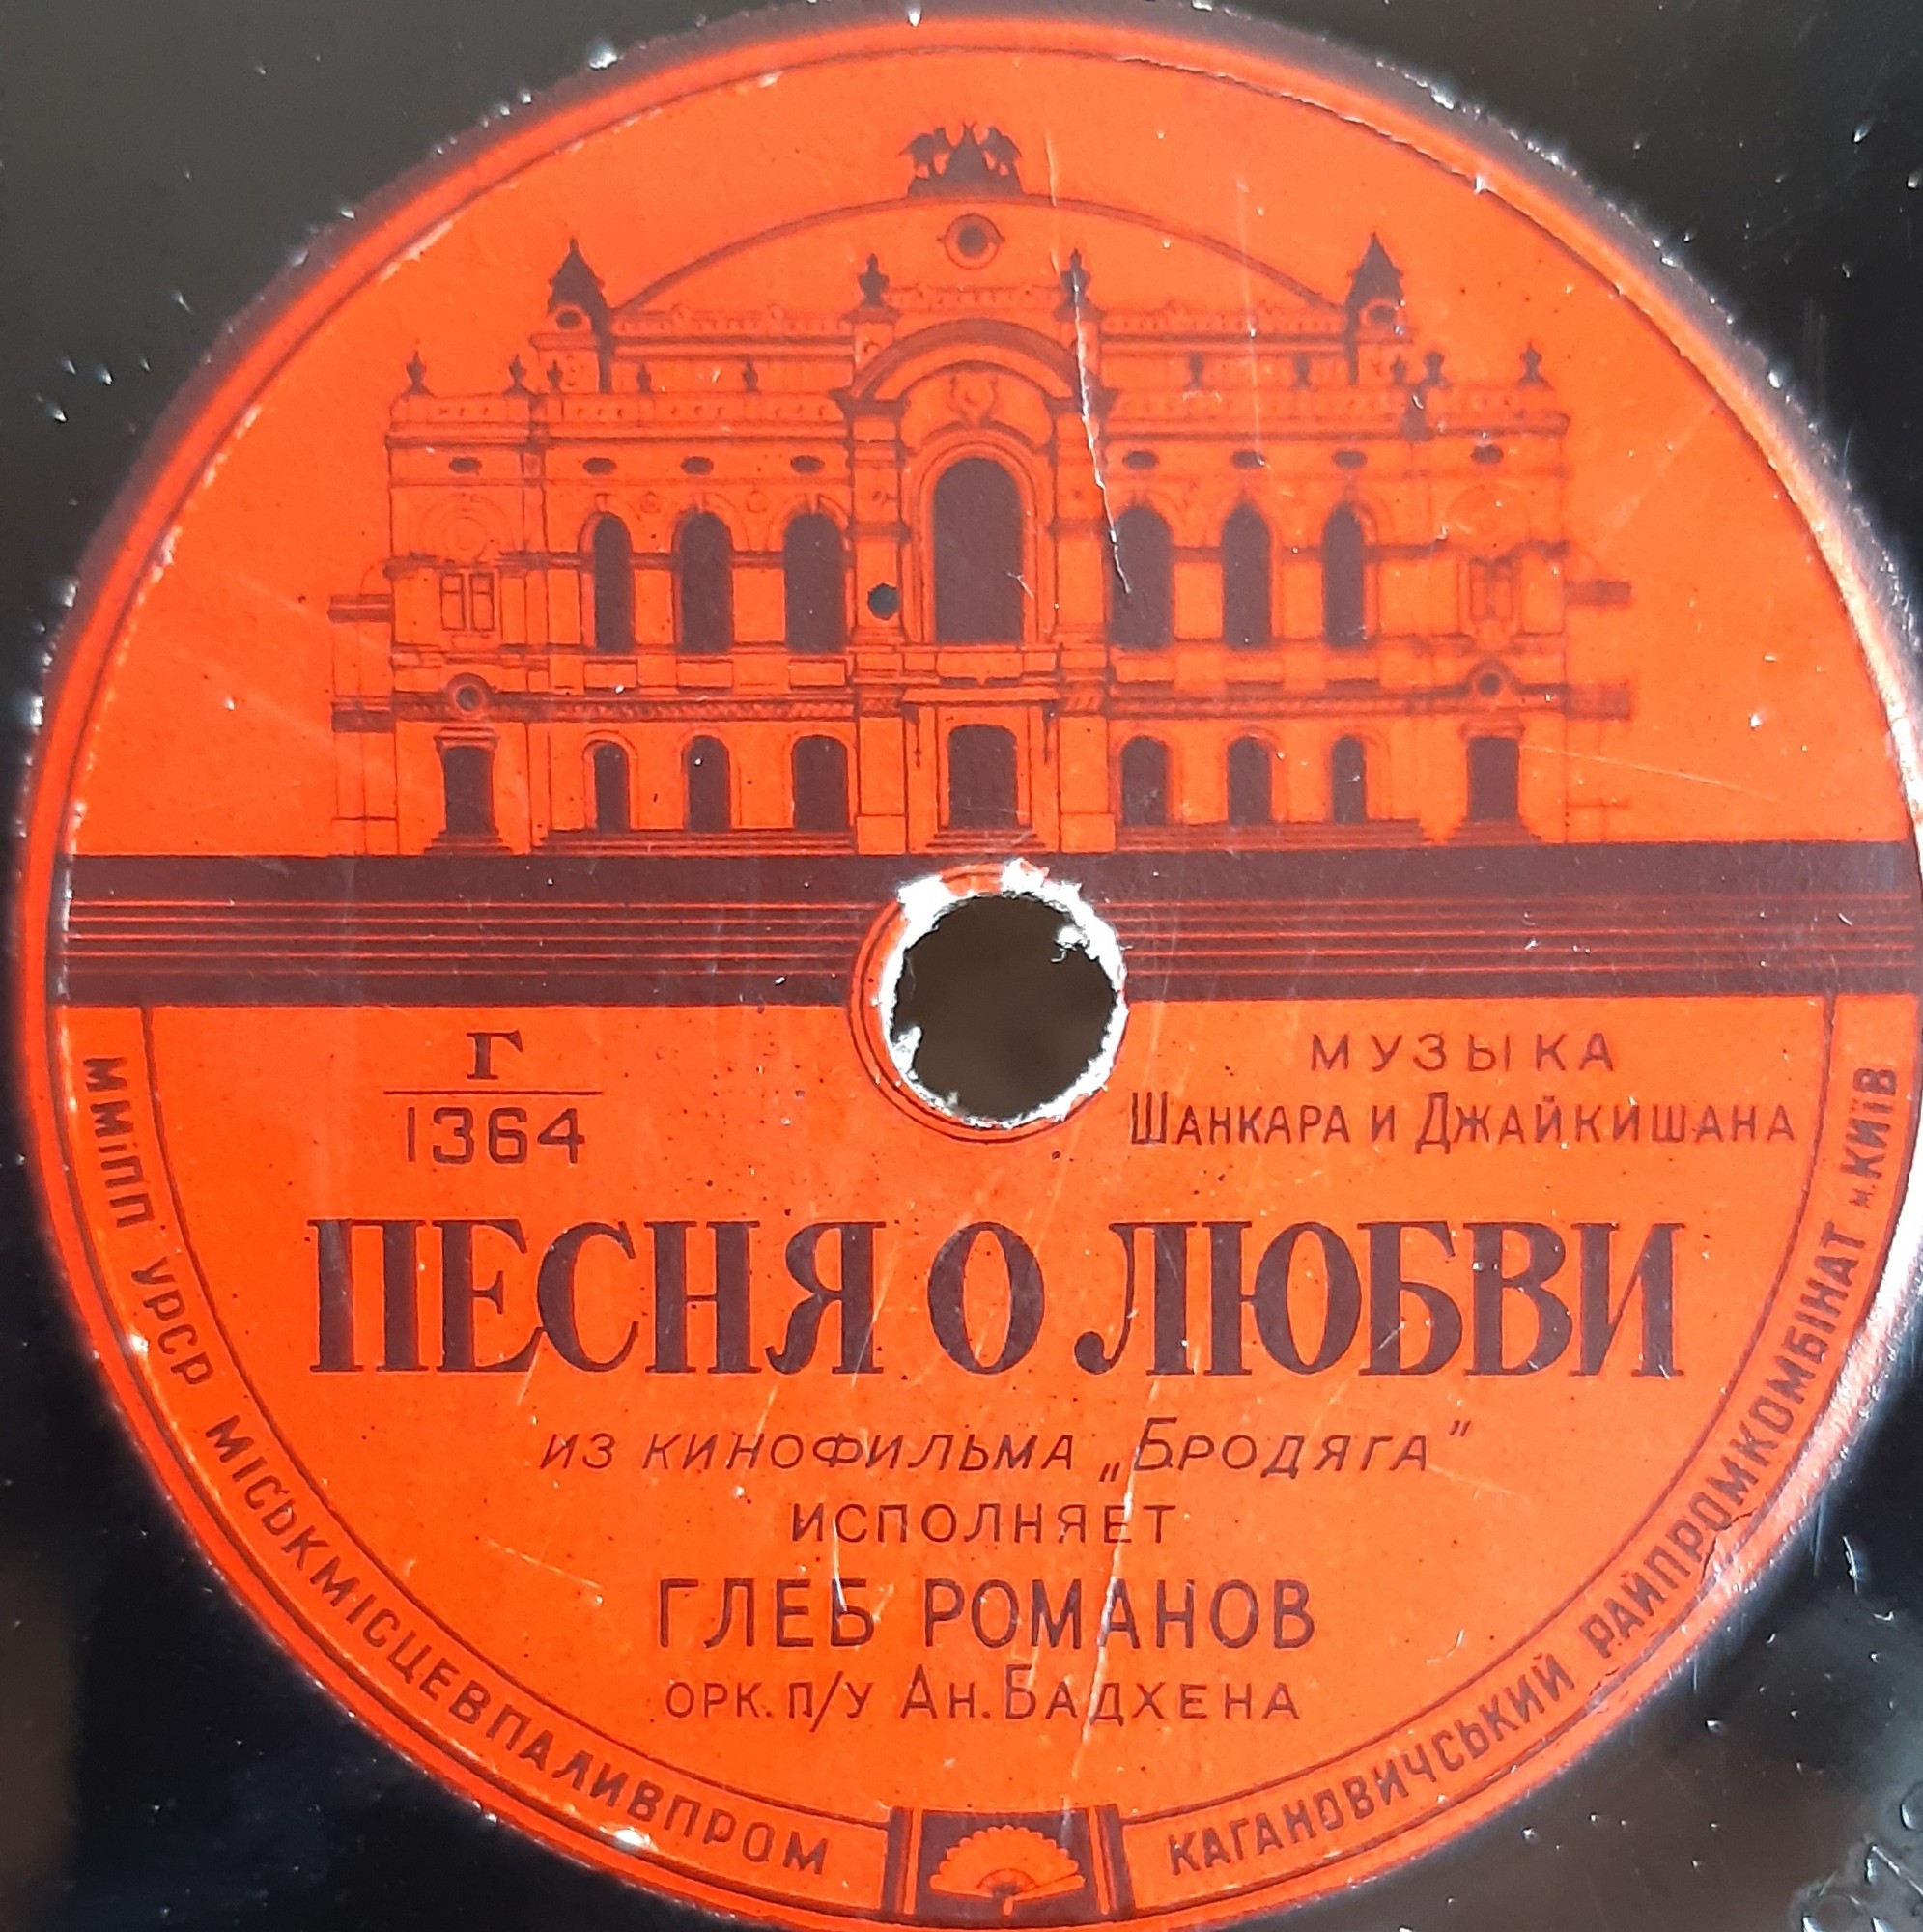 Г
1364
МУЗЫКА
ШАНКАРА И ДЖАЙКИШАНА
ПЕСНЯ О ЛЮБВИ
ИЗ КИНОФИЛЬМА „БРОДЯГА"
ИСПОЛНЯЕТ
ГЛЕБ РОМАНОВ
ОРК. П/У АН. БАДХЕНА
ММіПП УРСР МІСЬКМІСЦЕВПАЛИВПРОМ
КАГАНОВИЧСЬКИЙ РАЙПРОМКОМБІНАТ м. КИЇВ